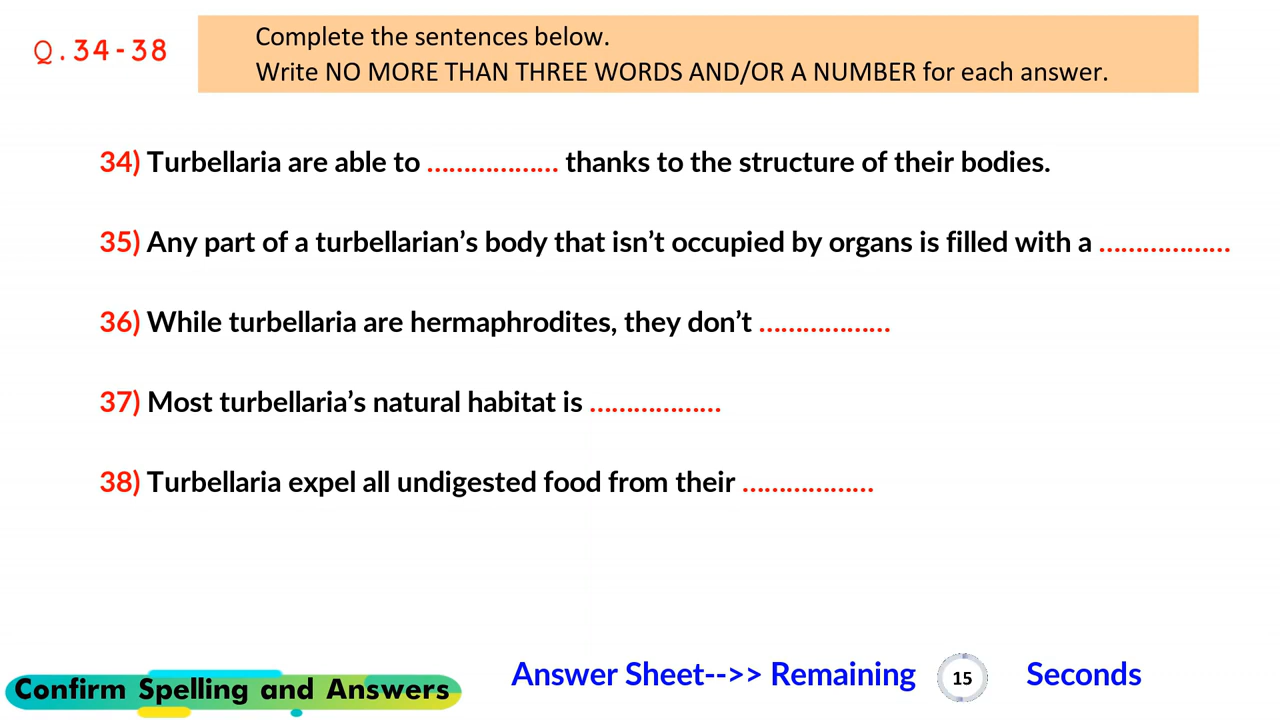 Q.34-38
Complete the sentences below.
Write NO MORE THAN THREE WORDS AND/OR A NUMBER for each answer.
34) Turbellaria are able to .................. thanks to the structure of their bodies.
35) Any part of a turbellarian’s body that isn’t occupied by organs is filled with a ..................
36) While turbellaria are hermaphrodites, they don’t ..................
37) Most turbellaria’s natural habitat is ..................
38) Turbellaria expel all undigested food from their ..................
Confirm Spelling and Answers
Answer Sheet-->> Remaining 15 Seconds